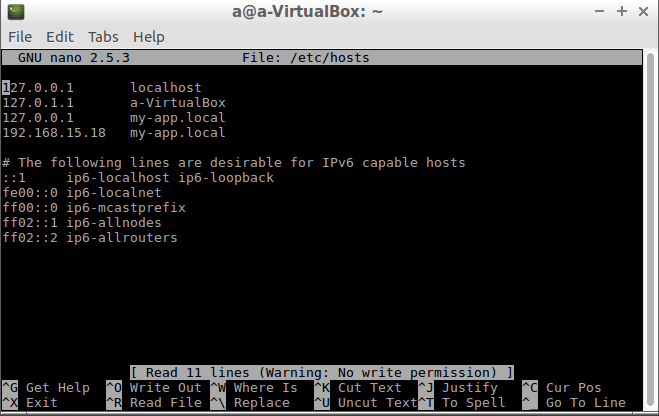 a@a-VirtualBox: ~
File Edit Tabs Help
GNU nano 2.5.3 File: /etc/hosts
127.0.0.1 localhost
127.0.1.1 a-VirtualBox
127.0.0.1 my-app.local
192.168.15.18 my-app.local
# The following lines are desirable for IPv6 capable hosts
::1 ip6-localhost ip6-loopback
fe00::0 ip6-localnet
ff00::0 ip6-mcastprefix
ff02::1 ip6-allnodes
ff02::2 ip6-allrouters
[ Read 11 lines (Warning: No write permission) ]
^G Get Help ^O Write Out ^W Where Is ^K Cut Text ^J Justify ^C Cur Pos
^X Exit ^R Read File ^\ Replace ^U Uncut Text ^T To Spell ^_ Go To Line